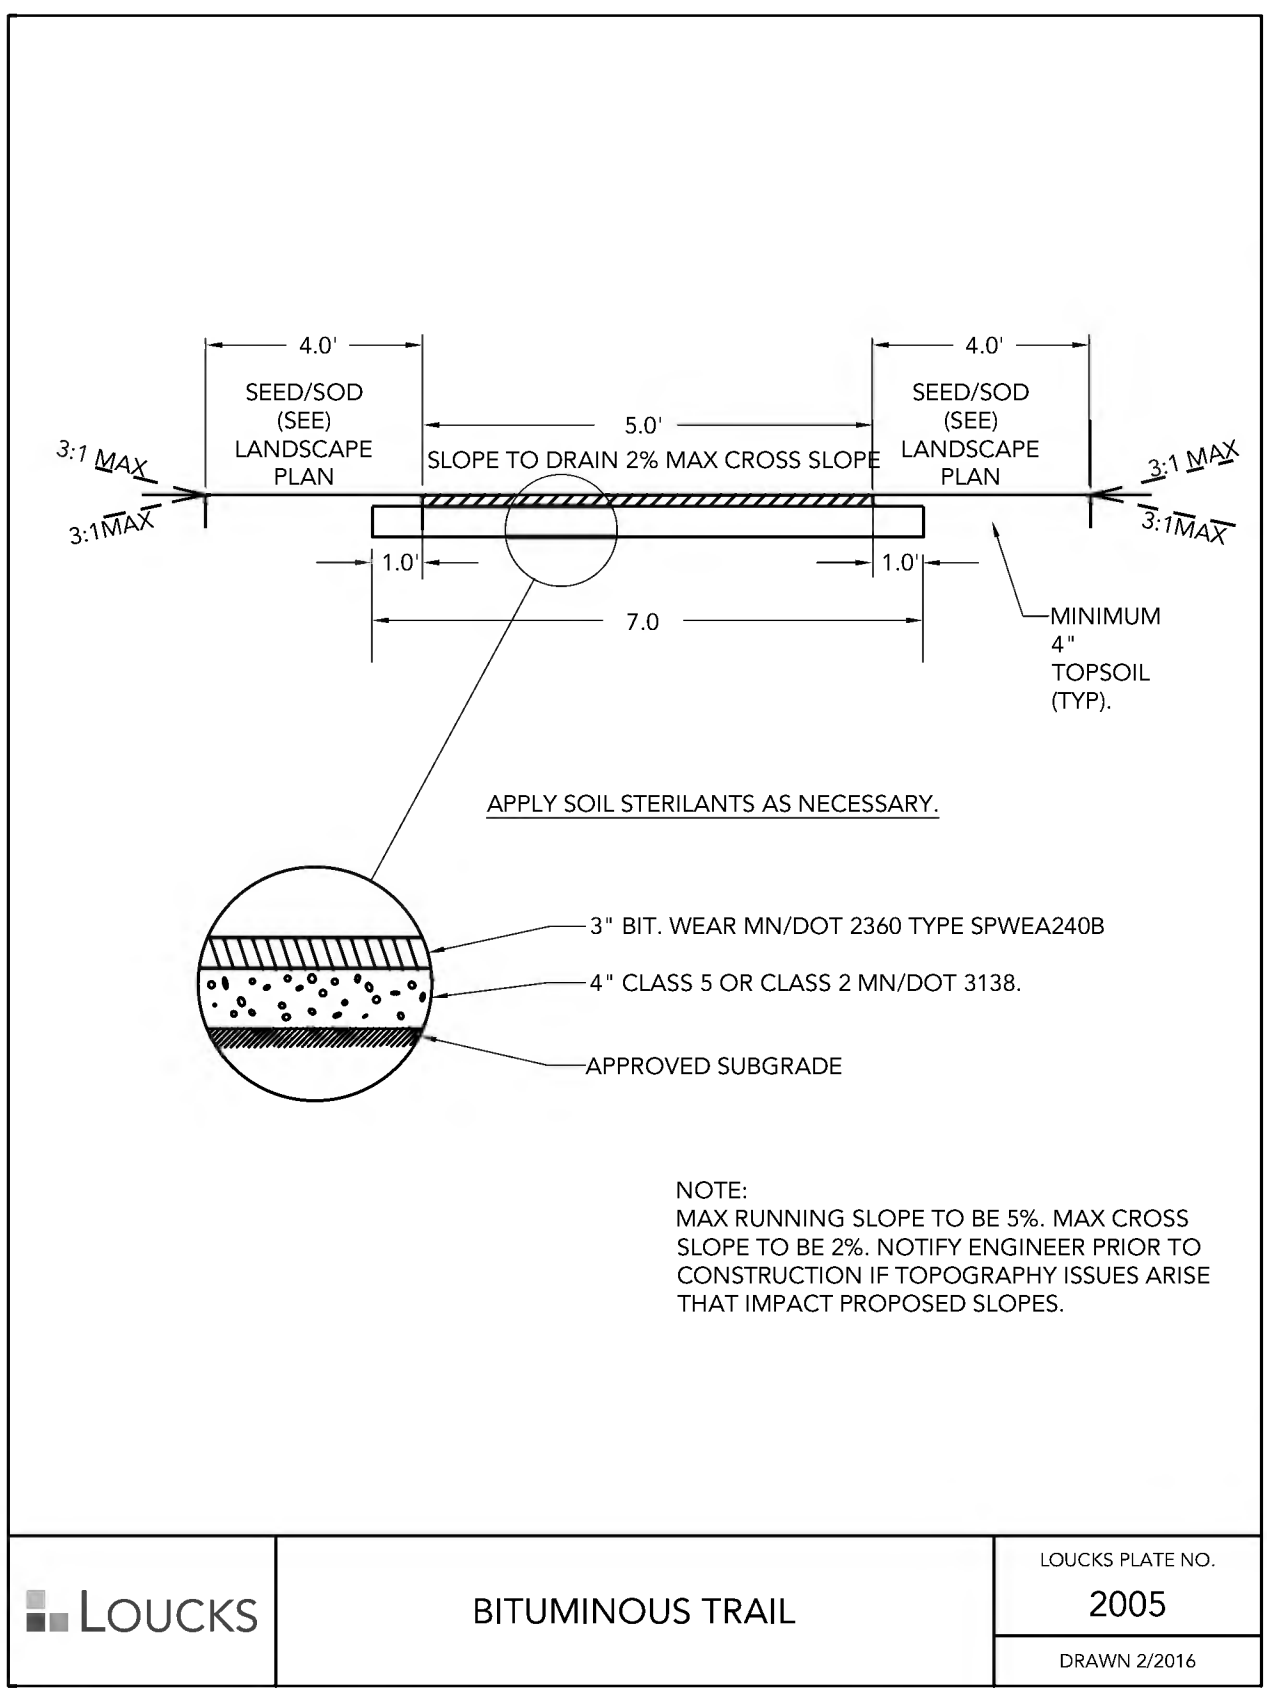 4.0'
4.0'
SEED/SOD
(SEE)
LANDSCAPE
PLAN
SEED/SOD
(SEE)
LANDSCAPE
PLAN
5.0'
SLOPE TO DRAIN 2% MAX CROSS SLOPE
3:1 MAX
3:1 MAX
3:1MAX
3:1MAX
1.0'
1.0'
7.0
MINIMUM
4"
TOPSOIL
(TYP).
APPLY SOIL STERILANTS AS NECESSARY.
3" BIT. WEAR MN/DOT 2360 TYPE SPWEA240B
4" CLASS 5 OR CLASS 2 MN/DOT 3138.
APPROVED SUBGRADE
NOTE:
MAX RUNNING SLOPE TO BE 5%. MAX CROSS
SLOPE TO BE 2%. NOTIFY ENGINEER PRIOR TO
CONSTRUCTION IF TOPOGRAPHY ISSUES ARISE
THAT IMPACT PROPOSED SLOPES.
LOUCKS
BITUMINOUS TRAIL
LOUCKS PLATE NO.
2005
DRAWN 2/2016